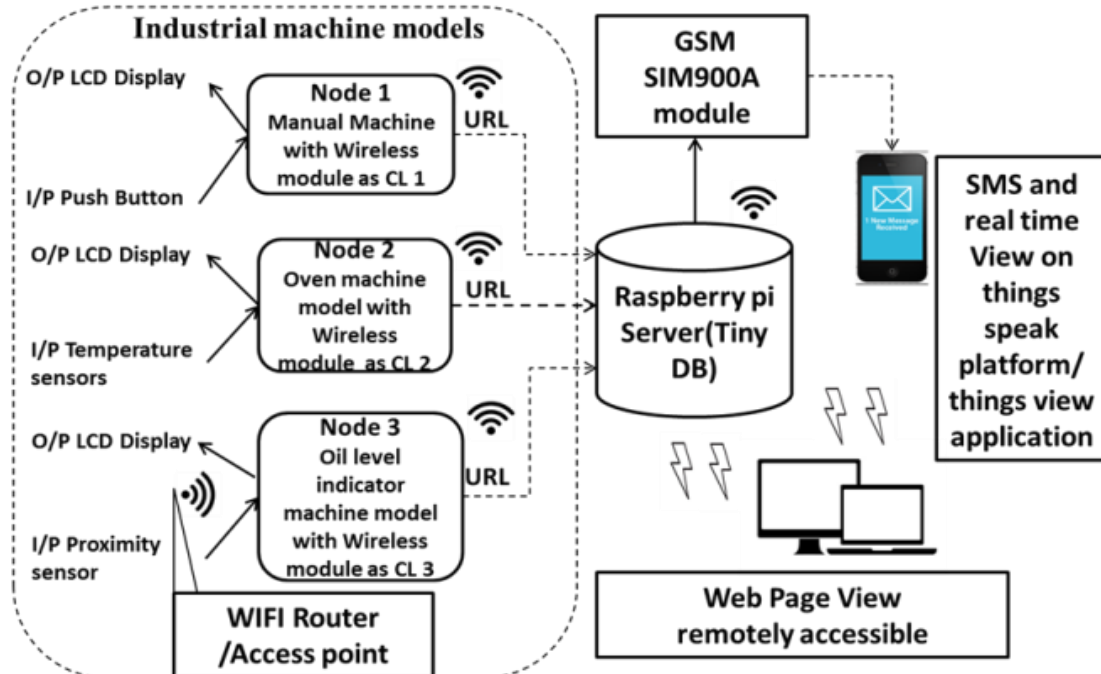 Industrial machine models
O/P LCD Display
I/P Push Button
Node 1
Manual Machine
with Wireless
module as CL 1
URL
O/P LCD Display
I/P Temperature
sensors
Node 2
Oven machine
model with
Wireless
module as CL 2
URL
O/P LCD Display
I/P Proximity
sensor
Node 3
Oil level
indicator
machine model
with Wireless
module as CL 3
URL
WIFI Router
/Access point
GSM
SIM900A
module
Raspberry pi
Server(Tiny
DB)
1 New Message
Received
SMS and
real time
View on
things
speak
platform/
things view
application
Web Page View
remotely accessible